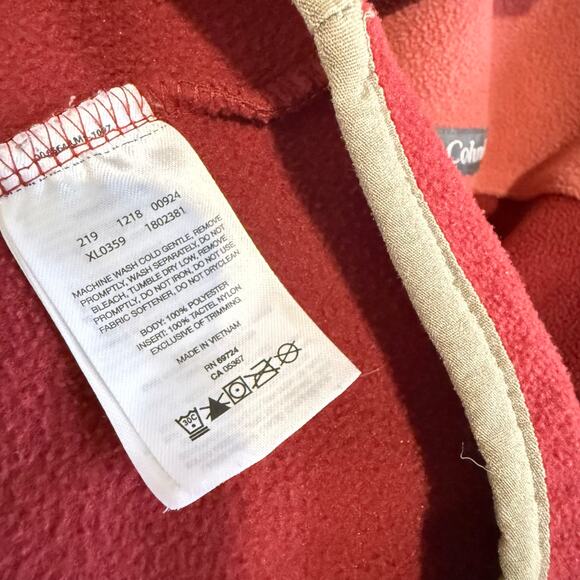 219 1218 00924
XL0359 1802381
MACHINE WASH COLD GENTLE, REMOVE
PROMPTLY, WASH SEPARATELY, DO NOT
BLEACH, TUMBLE DRY LOW, REMOVE
PROMPTLY, DO NOT IRON, DO NOT USE
FABRIC SOFTENER, DO NOT DRYCLEAN
BODY: 100% POLYESTER
INSERT: 100% TACTEL NYLON
EXCLUSIVE OF TRIMMING
MADE IN VIETNAM
RN 69724
CA 05367
30C